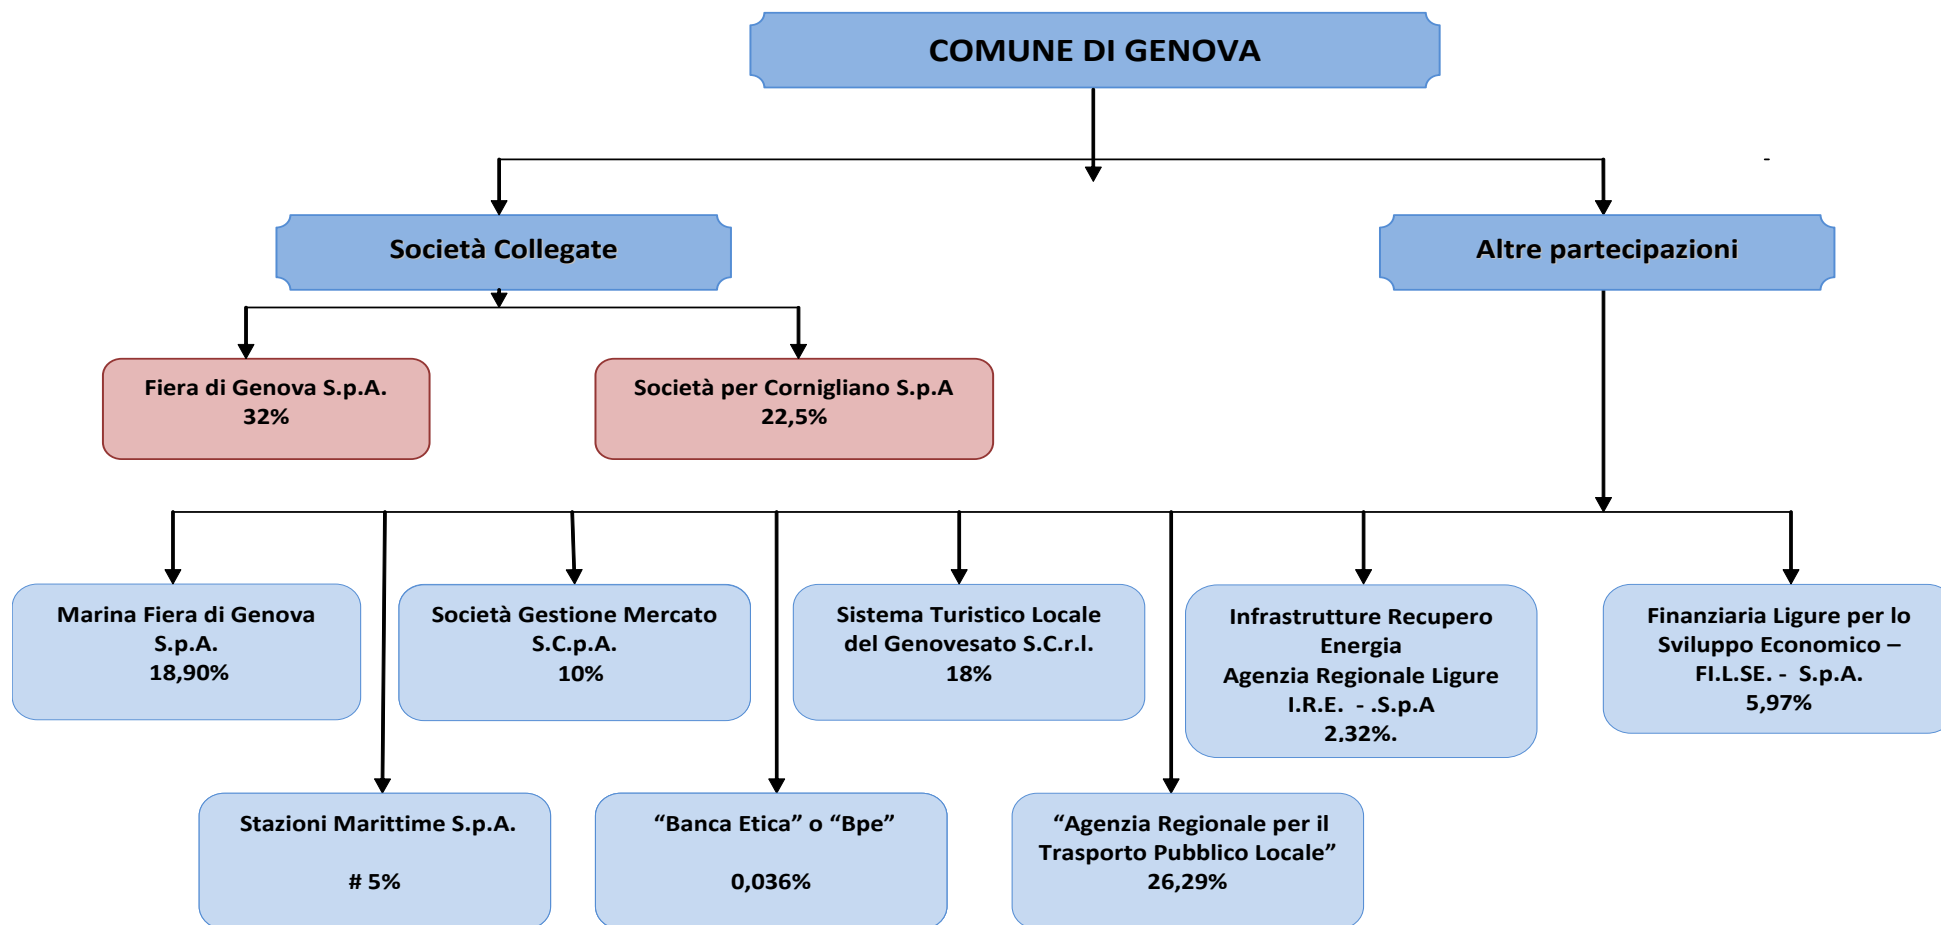 COMUNE DI GENOVA
-
Società Collegate
Altre partecipazioni
Fiera di Genova S.p.A.
32%
Società per Cornigliano S.p.A
22,5%
Marina Fiera di Genova
S.p.A.
18,90%
Società Gestione Mercato
S.C.p.A.
10%
Sistema Turistico Locale
del Genovesato S.C.r.l.
18%
Infrastrutture Recupero
Energia
Agenzia Regionale Ligure
I.R.E. - .S.p.A
2,32%.
Finanziaria Ligure per lo
Sviluppo Economico –
FI.L.SE. - S.p.A.
5,97%
Stazioni Marittime S.p.A.
# 5%
“Banca Etica” o “Bpe”
0,036%
“Agenzia Regionale per il
Trasporto Pubblico Locale”
26,29%